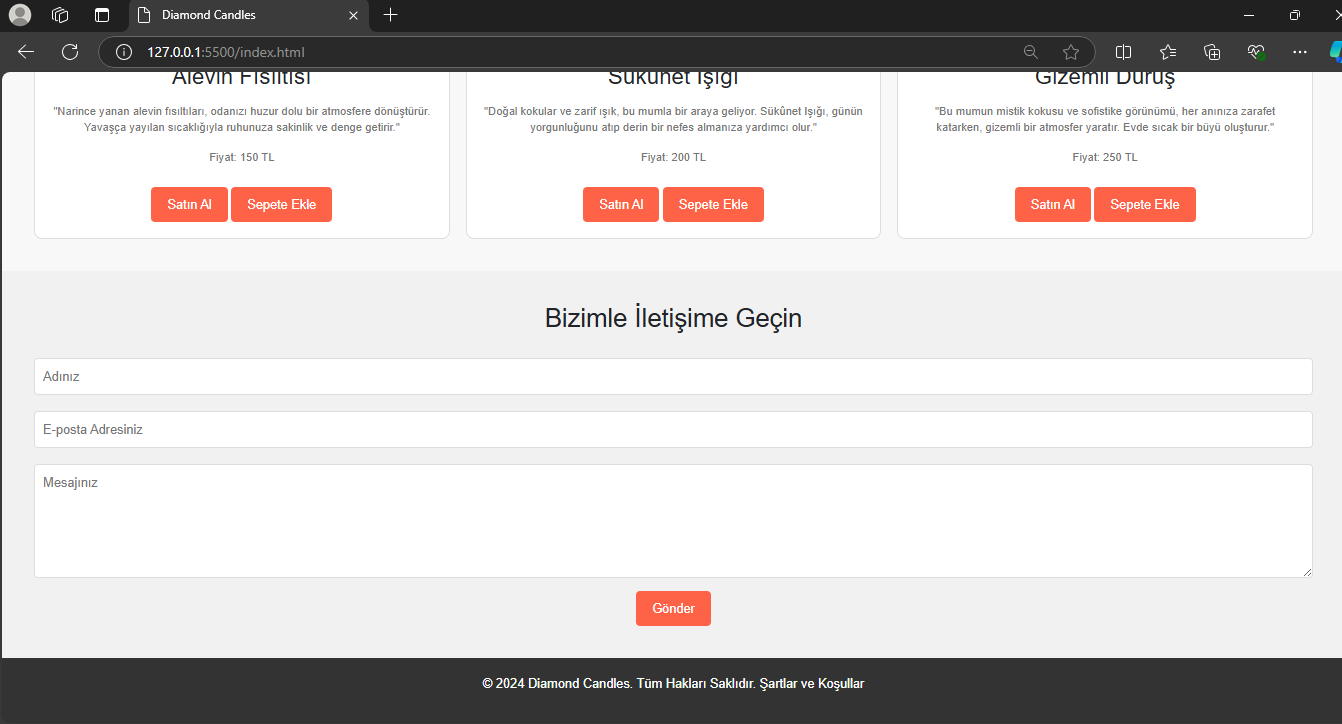 Diamond Candles
127.0.0.1:5500/index.html
Alevin Fısıltısı
"Narince yanan alevin fısıltıları, odanızı huzur dolu bir atmosfere dönüştürür.
Yavaşça yayılan sıcaklığıyla ruhunuza sakinlik ve denge getirir."
Fiyat: 150 TL
Satın Al Sepete Ekle
Sükûnet Işığı
"Doğal kokular ve zarif ışık, bu mumla bir araya geliyor. Sükûnet Işığı, günün
yorgunluğunu atıp derin bir nefes almanıza yardımcı olur."
Fiyat: 200 TL
Satın Al Sepete Ekle
Gizemli Duruş
"Bu mumun mistik kokusu ve sofistike görünümü, her anınıza zarafet
katarken, gizemli bir atmosfer yaratır. Evde sıcak bir büyü oluşturur."
Fiyat: 250 TL
Satın Al Sepete Ekle
Bizimle İletişime Geçin
Adınız
E-posta Adresiniz
Mesajınız
Gönder
© 2024 Diamond Candles. Tüm Hakları Saklıdır. Şartlar ve Koşullar